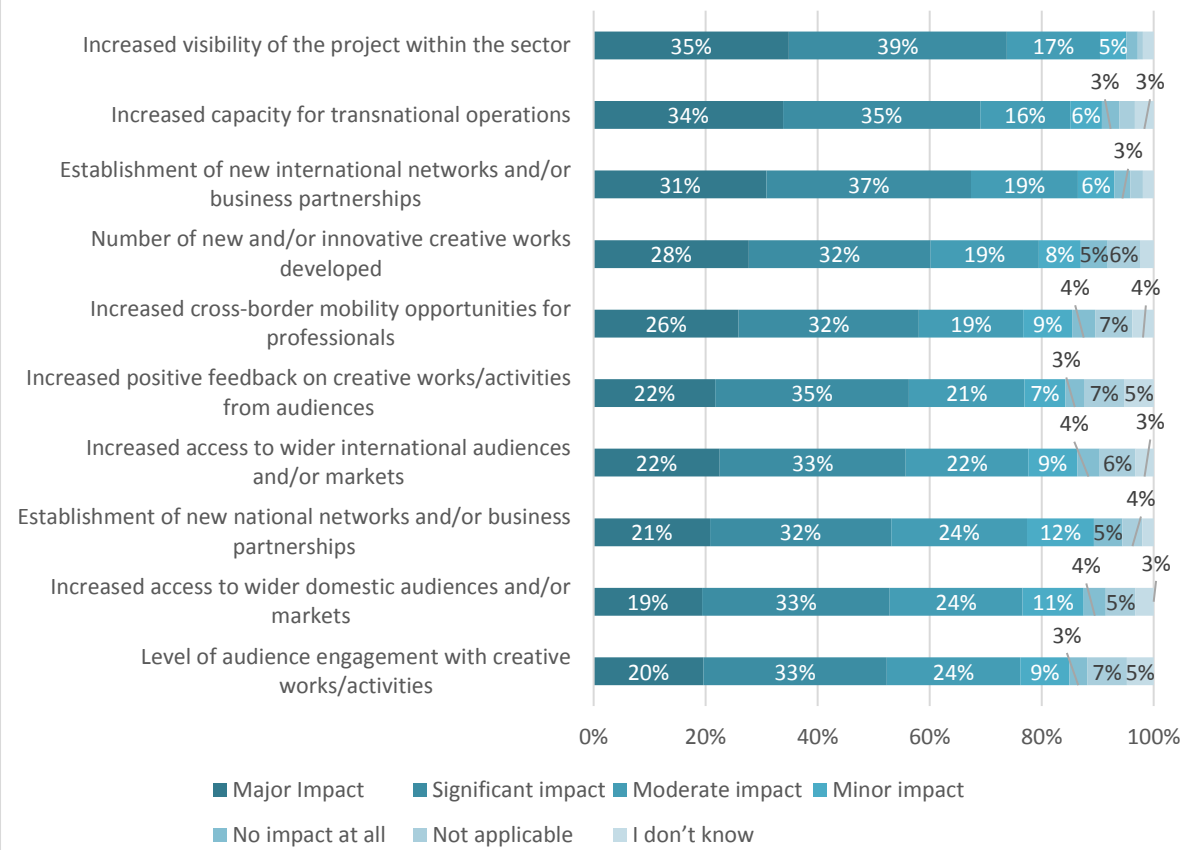 Increased visibility of the project within the sector
35% 39% 17% 5%
3% 3%
Increased capacity for transnational operations
34% 35% 16% 6%
3%
Establishment of new international networks and/or
business partnerships
31% 37% 19% 6%
Number of new and/or innovative creative works
developed
28% 32% 19% 8% 5% 6%
4% 4%
Increased cross-border mobility opportunities for
professionals
26% 32% 19% 9% 7%
3%
Increased positive feedback on creative works/activities
from audiences
22% 35% 21% 7% 7% 5%
4% 3%
Increased access to wider international audiences
and/or markets
22% 33% 22% 9% 6%
4%
Establishment of new national networks and/or business
partnerships
21% 32% 24% 12% 5%
4% 3%
Increased access to wider domestic audiences and/or
markets
19% 33% 24% 11% 5%
3%
Level of audience engagement with creative
works/activities
20% 33% 24% 9% 7% 5%
0% 20% 40% 60% 80% 100%
Major Impact Significant impact Moderate impact Minor impact
No impact at all Not applicable I don't know